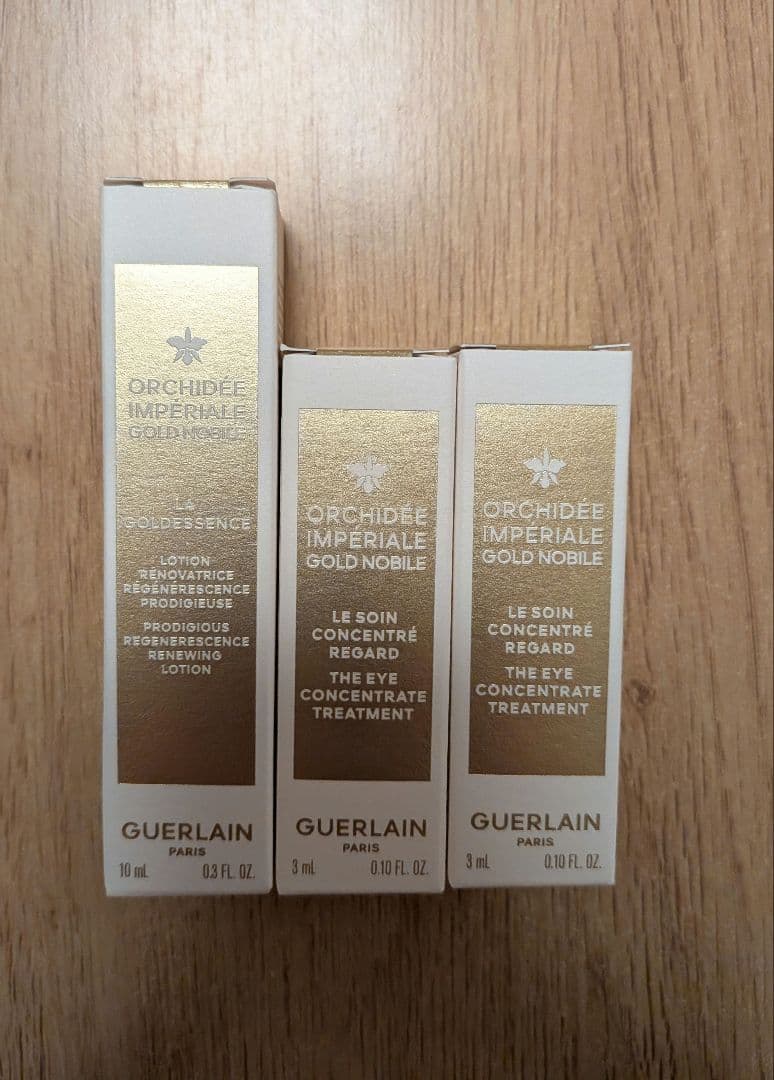 ORCHIDÉE
IMPÉRIALE
GOLD NOBILE
LA
GOLDESSENCE
LOTION
RÉNOVATRICE
RÉGÉNÉRESCENCE
PRODIGIEUSE
PRODIGIOUS
REGENERESCENCE
RENEWING
LOTION
GUERLAIN
PARIS
10 mL 0.3 FL. OZ.
ORCHIDÉE
IMPÉRIALE
GOLD NOBILE
LE SOIN
CONCENTRÉ
REGARD
THE EYE
CONCENTRATE
TREATMENT
GUERLAIN
PARIS
3 mL 0.10 FL. OZ.
ORCHIDÉE
IMPÉRIALE
GOLD NOBILE
LE SOIN
CONCENTRÉ
REGARD
THE EYE
CONCENTRATE
TREATMENT
GUERLAIN
PARIS
3 mL 0.10 FL. OZ.